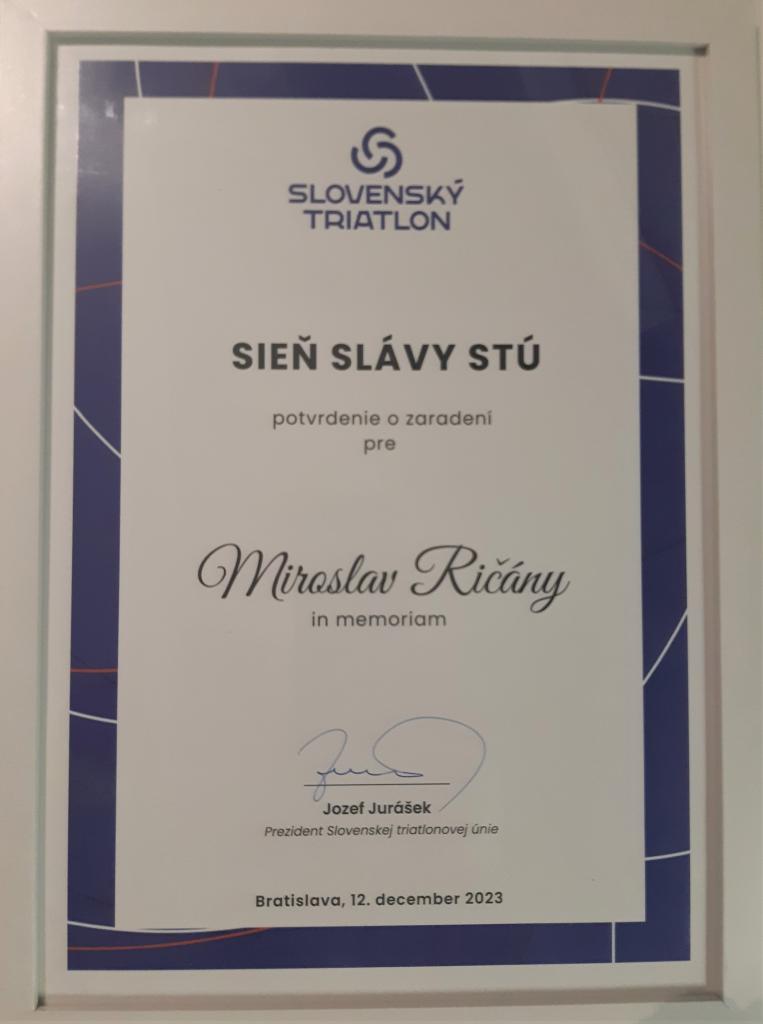 SLOVENSKÝ
TRIATLON
SIEŇ SLÁVY STÚ
potvrdenie o zaradení
pre
Miroslav Ričány
in memoriam
Jozef Jurášek
Prezident Slovenskej triatlonovej únie
Bratislava, 12. december 2023